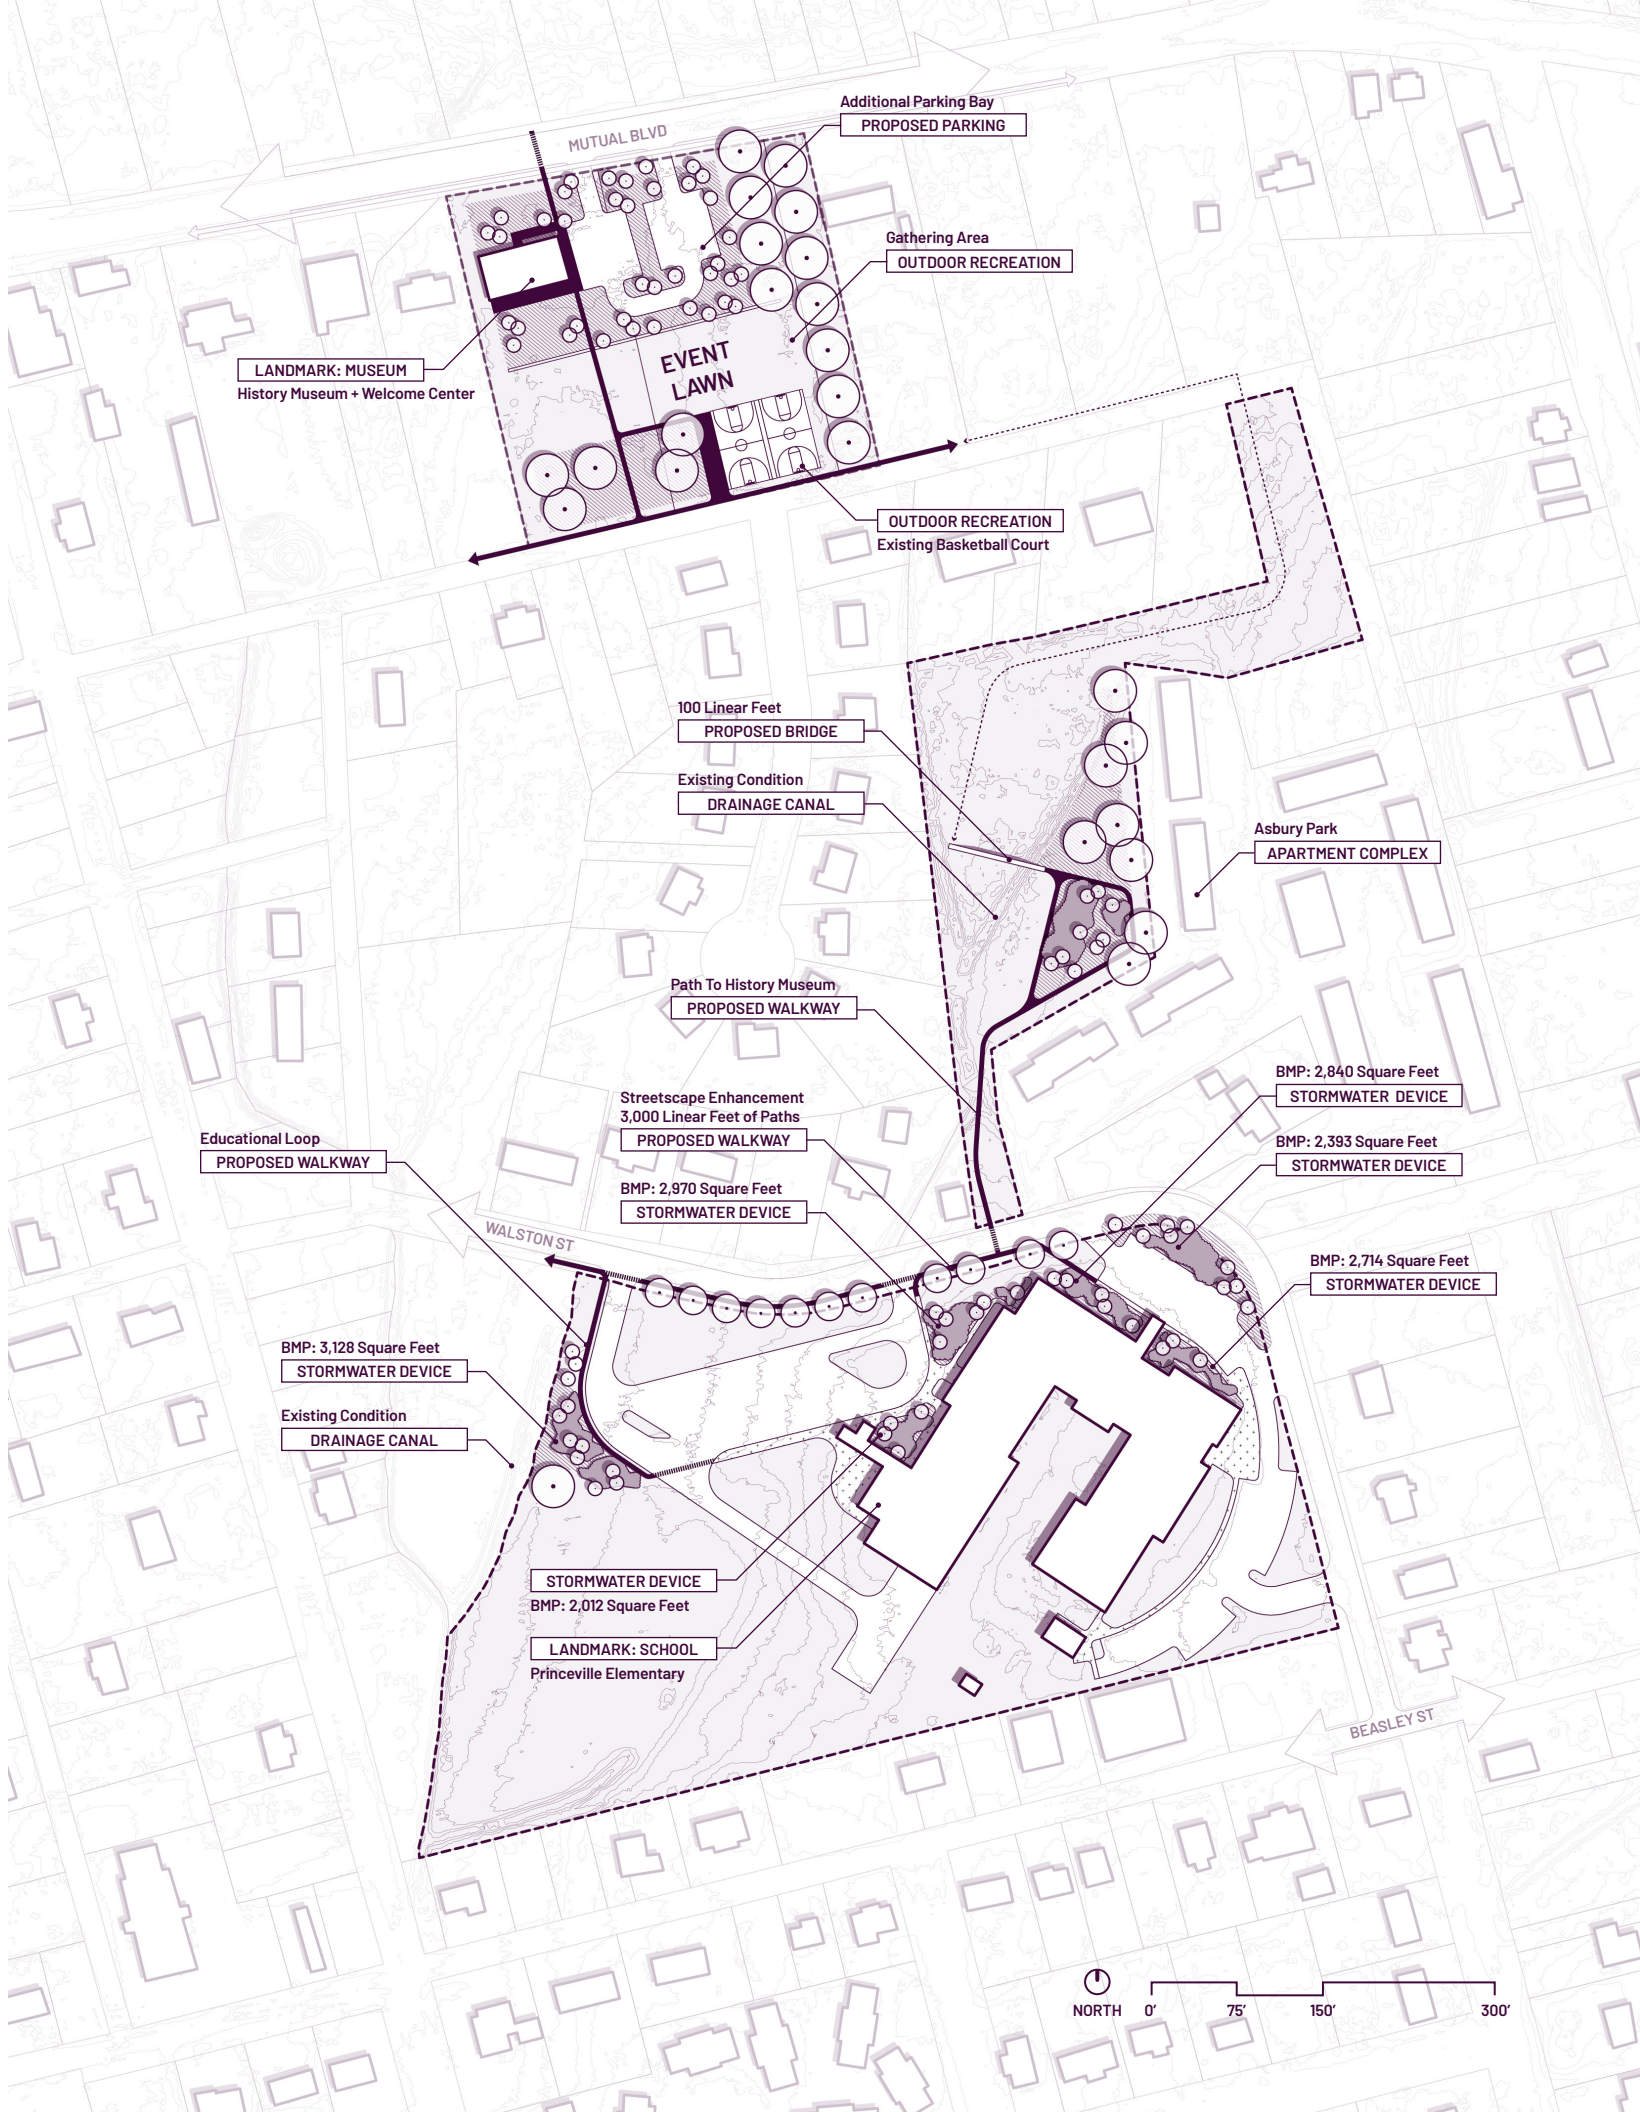 Additional Parking Bay
PROPOSED PARKING
MUTUAL BLVD
Gathering Area
OUTDOOR RECREATION
EVENT
LAWN
LANDMARK: MUSEUM
History Museum + Welcome Center
OUTDOOR RECREATION
Existing Basketball Court
100 Linear Feet
PROPOSED BRIDGE
Existing Condition
DRAINAGE CANAL
Asbury Park
APARTMENT COMPLEX
Path To History Museum
PROPOSED WALKWAY
BMP: 2,840 Square Feet
STORMWATER DEVICE
Streetscape Enhancement
3,000 Linear Feet of Paths
PROPOSED WALKWAY
Educational Loop
PROPOSED WALKWAY
BMP: 2,393 Square Feet
STORMWATER DEVICE
BMP: 2,970 Square Feet
STORMWATER DEVICE
WALSTON ST
BMP: 2,714 Square Feet
STORMWATER DEVICE
BMP: 3,128 Square Feet
STORMWATER DEVICE
Existing Condition
DRAINAGE CANAL
STORMWATER DEVICE
BMP: 2,012 Square Feet
LANDMARK: SCHOOL
Princeville Elementary
BEASLEY ST
NORTH
0' 75' 150' 300'